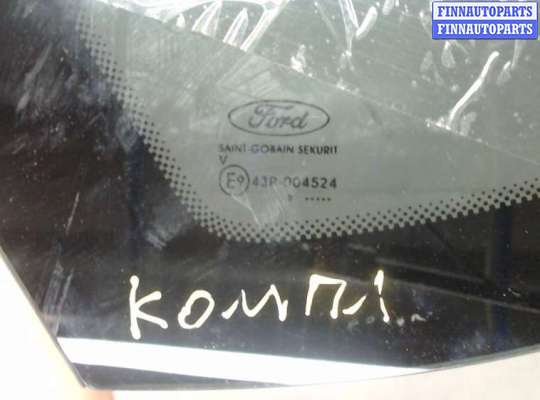 FINNAUTOPARTS
FINNAUTOPARTS
Ford
SAINT-GOBAIN SEKURIT
V
E9 43R-004524
КОМПЛ